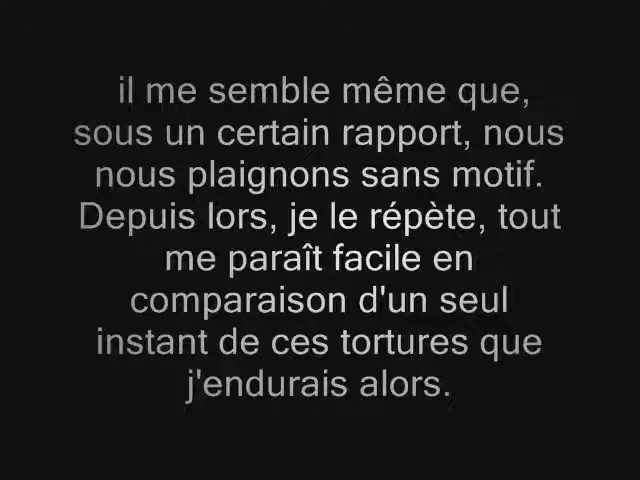 il me semble même que,
sous un certain rapport, nous
nous plaignons sans motif.
Depuis lors, je le répète, tout
me paraît facile en
comparaison d'un seul
instant de ces tortures que
j'endurais alors.